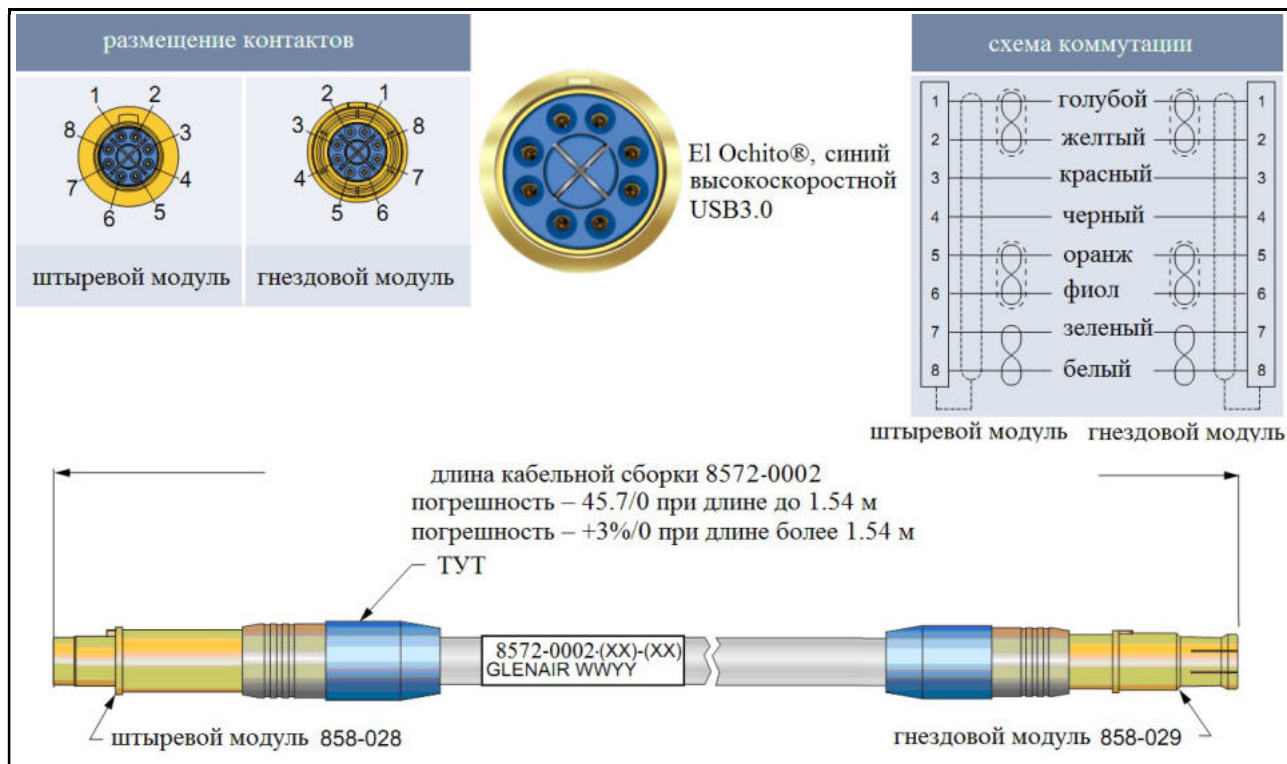 размещение контактов
1
2
8
3
7
4
6
5
2
1
3
8
4
7
5
6
штыревой модуль
гнездовой модуль
El Ochito®, синий
высокоскоростной
USB3.0
схема коммутации
1 голубой 1
2 желтый 2
3 красный 3
4 черный 4
5 оранж 5
6 фиол 6
7 зеленый 7
8 белый 8
штыревой модуль гнездовой модуль
длина кабельной сборки 8572-0002
погрешность – 45.7/0 при длине до 1.54 м
погрешность – +3%/0 при длине более 1.54 м
ТУТ
8572-0002-(XX)-(XX)
GLENAIR WWYY
штыревой модуль 858-028
гнездовой модуль 858-029